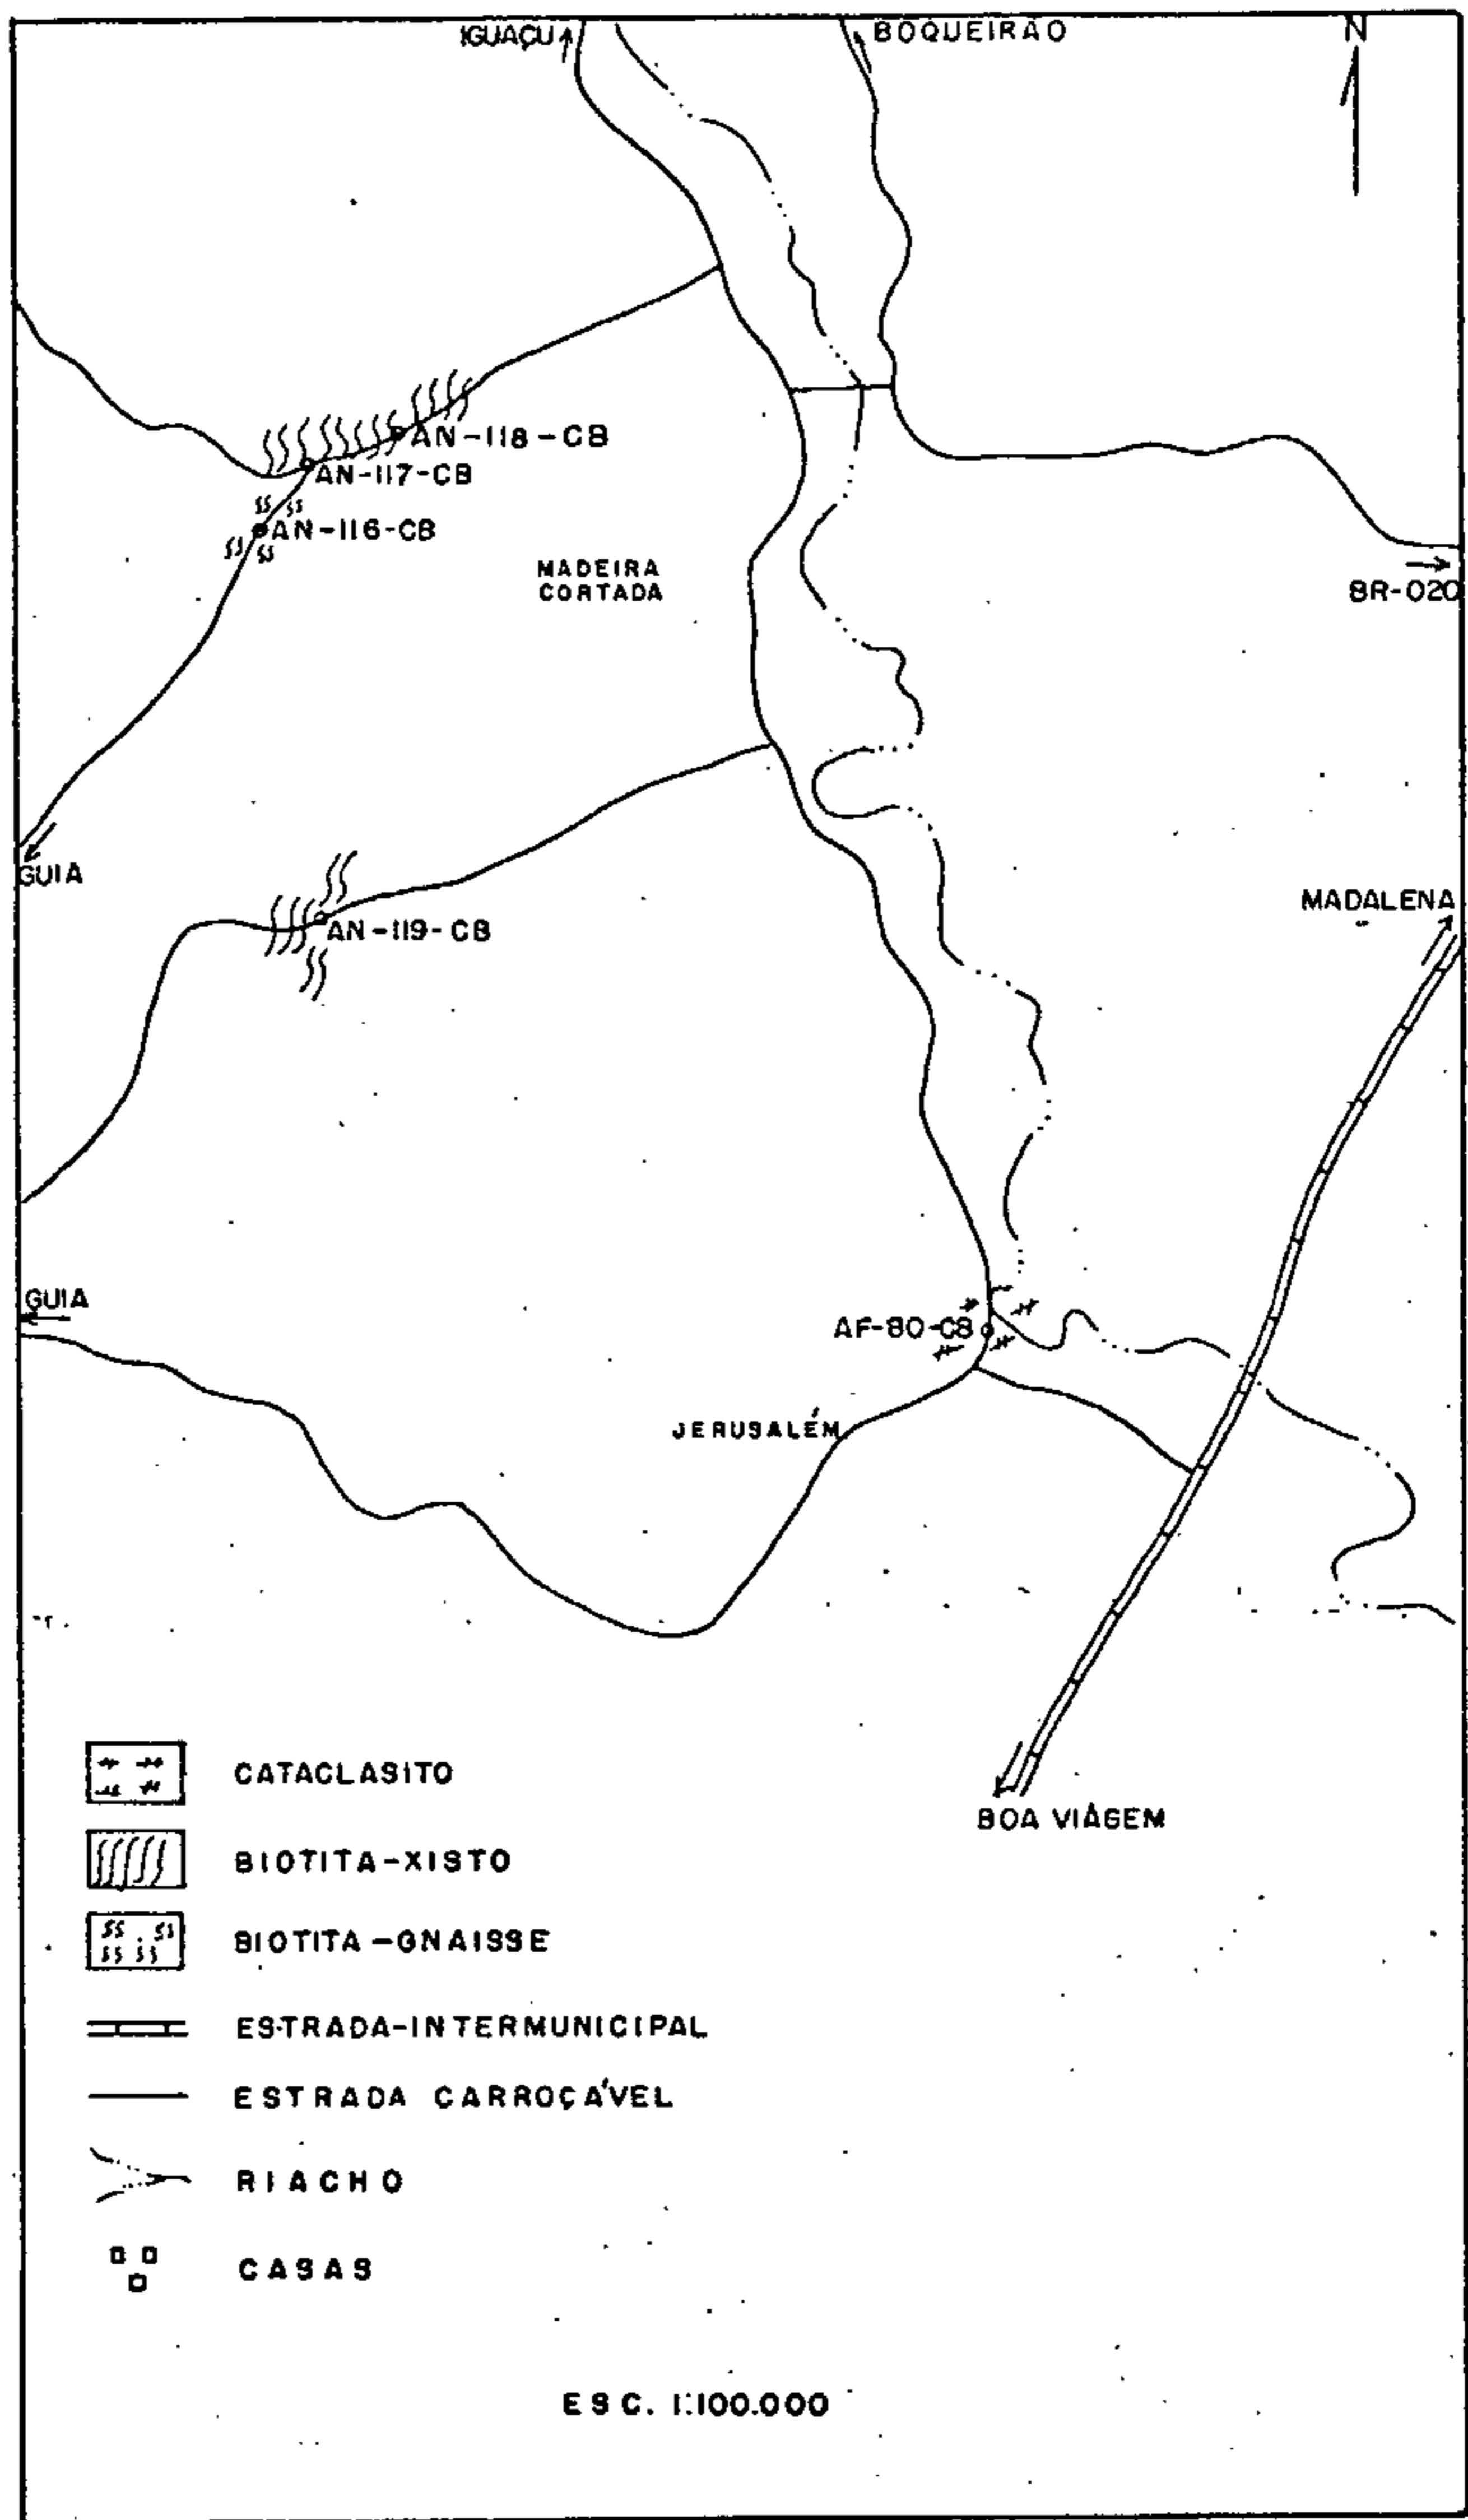 IGUAÇU
BOQUEIRÃO
N
AN-118-CB
AN-117-CB
AN-116-CB
MADEIRA
CORTADA
BR-020
GUIA
MADALENA
AN-119-CB
GUIA
AF-80-CB
JERUSALÉM
CATACLASITO
BIOTITA-XISTO
BIOTITA-GNAISSE
BOA VIAGEM
ESTRADA-INTERMUNICIPAL
ESTRADA CARROÇÁVEL
RIACHO
CASAS
ESC. 1:100.000